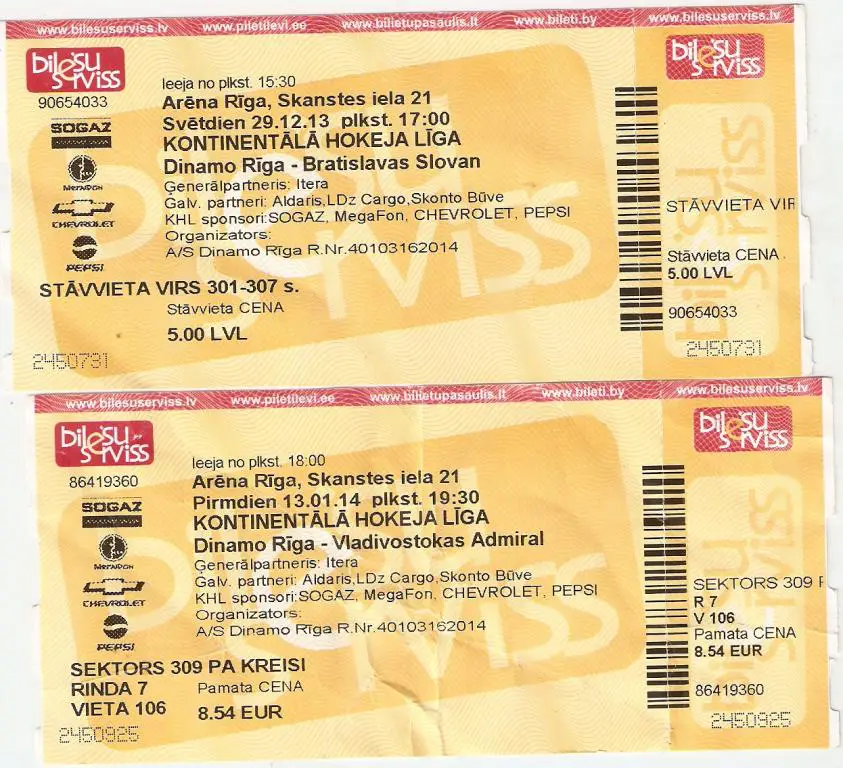 www.bilesuserviss.lv www.piletilevi.ee www.bilietupasaulis.lt www.bileti.by www.bilesuserviss.lv
bilesu serviss
bilesu serviss
90654033
Ieeja no plkst. 15:30
Arēna Rīga, Skanstes iela 21
Svētdien 29.12.13 plkst. 17:00
KONTINENTĀLĀ HOKEJA LĪGA
Dinamo Rīga - Bratislavas Slovan
Ģenerālpartneris: Itera
Galv. partneri: Aldaris,LDz Cargo,Skonto Būve
KHL sponsori:SOGAZ, MegaFon, CHEVROLET, PEPSI
Organizators:
A/S Dinamo Rīga R.Nr.40103162014
SOGAZ
MEGAFON
CHEVROLET
PEPSI
STĀVVIETA VIRS 301-307 s.
Stāvvieta CENA
5.00 LVL
2450731
STĀVVIETA VIR
Stāvvieta CENA
5.00 LVL
90654033
2450731
www.bilesuserviss.lv www.piletilevi.ee www.bilietupasaulis.lt www.bileti.by www.bilesuserviss.lv
bilesu serviss
bilesu serviss
86419360
Ieeja no plkst. 18:00
Arēna Rīga, Skanstes iela 21
Pirmdien 13.01.14 plkst. 19:30
KONTINENTĀLĀ HOKEJA LĪGA
Dinamo Rīga - Vladivostokas Admiral
Ģenerālpartneris: Itera
Galv. partneri: Aldaris,LDz Cargo,Skonto Būve
KHL sponsori:SOGAZ, MegaFon, CHEVROLET, PEPSI
Organizators:
A/S Dinamo Rīga R.Nr.40103162014
SOGAZ
MEGAFON
CHEVROLET
PEPSI
SEKTORS 309 PA KREISI
RINDA 7 Pamata CENA
VIETA 106 8.54 EUR
2450925
SEKTORS 309 P
R 7
V 106
Pamata CENA
8.54 EUR
86419360
2450925